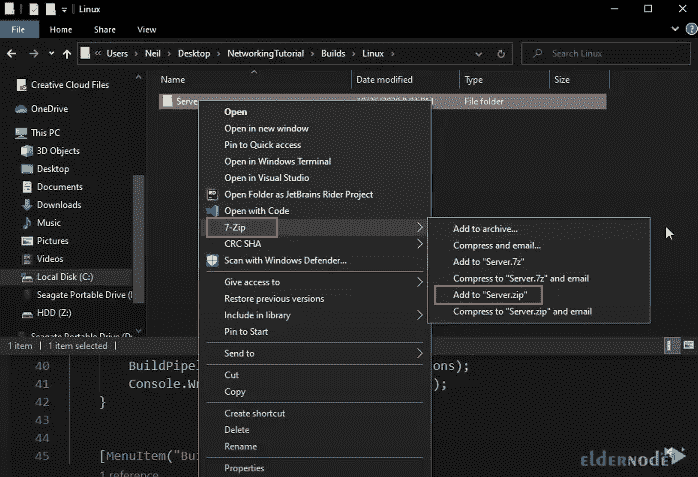 Linux
File
Home
Share
View
Users
Neil
Desktop
NetworkingTutorial
Builds
Linux
Search Linux
Name
Date modified
Type
Size
Creative Cloud Files
OneDrive
This PC
3D Objects
Desktop
Documents
Downloads
Music
Pictures
Videos
Local Disk (C:)
Seagate Portable Drive (
HDD (Z:)
Seagate Portable Drive (
Serve
File folder
Open
Open in new window
Pin to Quick access
Open in Windows Terminal
Open in Visual Studio
Open Folder as JetBrains Rider Project
Open with Code
7-Zip
CRC SHA
Scan with Windows Defender...
Give access to
Restore previous versions
Include in library
Pin to Start
Send to
Cut
Copy
Create shortcut
Delete
Rename
Properties
Add to archive...
Compress and email...
Add to "Server.7z"
Compress to "Server.7z" and email
Add to "Server.zip"
Compress to "Server.zip" and email
1 item
1 item selected
40 BuildPipel ons);
41 Console.Wr );
42 }
43
44
45 [MenuItem("Bu
1 reference
ELDERNODE